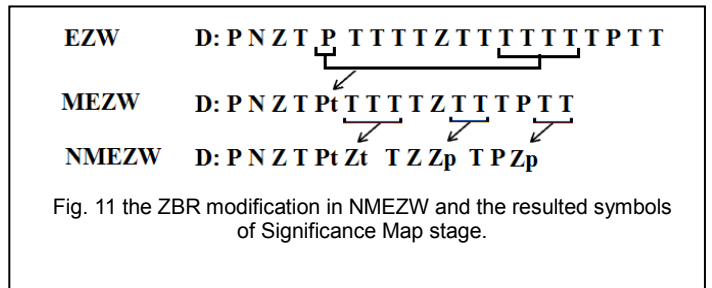 EZW D: P N Z T P T T T T Z T T T T T T T P T T
MEZW D: P N Z T Pt T T T T Z T T T P T T
NMEZW D: P N Z T Pt Zt T Z Zp T P Zp
Fig. 11 the ZBR modification in NMEZW and the resulted symbols
of Significance Map stage.